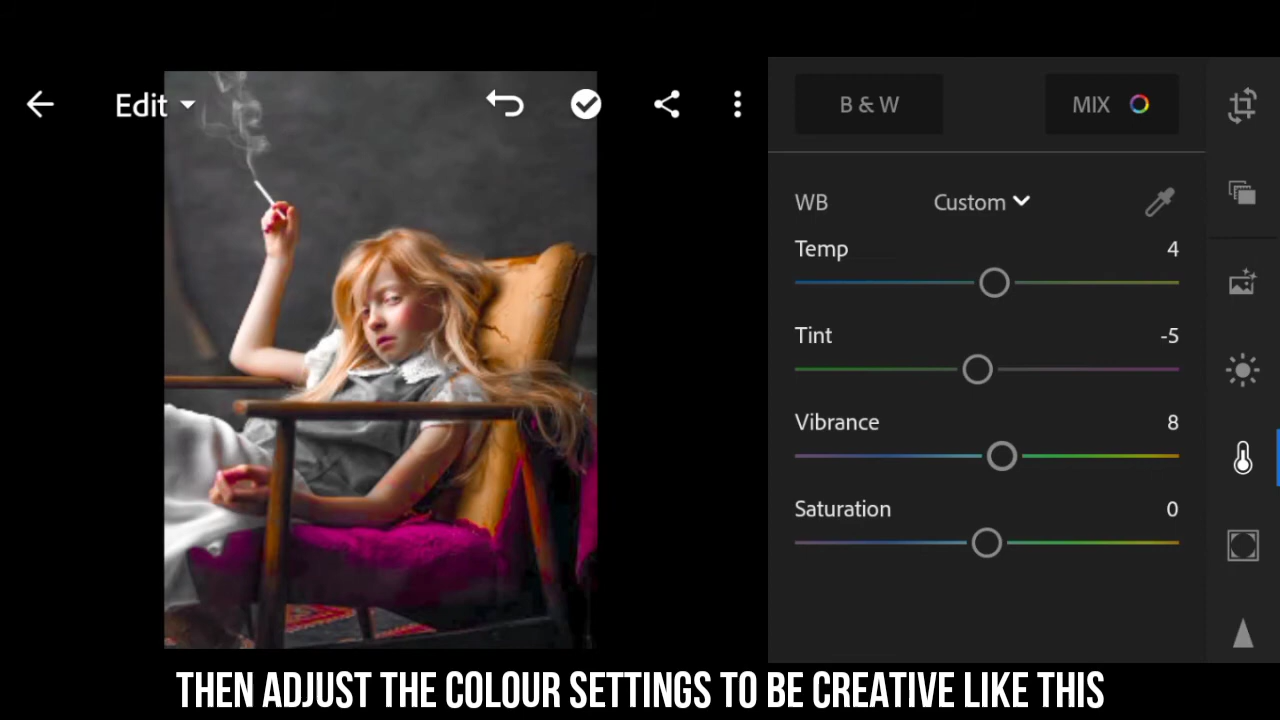 Edit
B & W
MIX
WB
Custom
Temp
4
Tint
-5
Vibrance
8
Saturation
0
THEN ADJUST THE COLOUR SETTINGS TO BE CREATIVE LIKE THIS